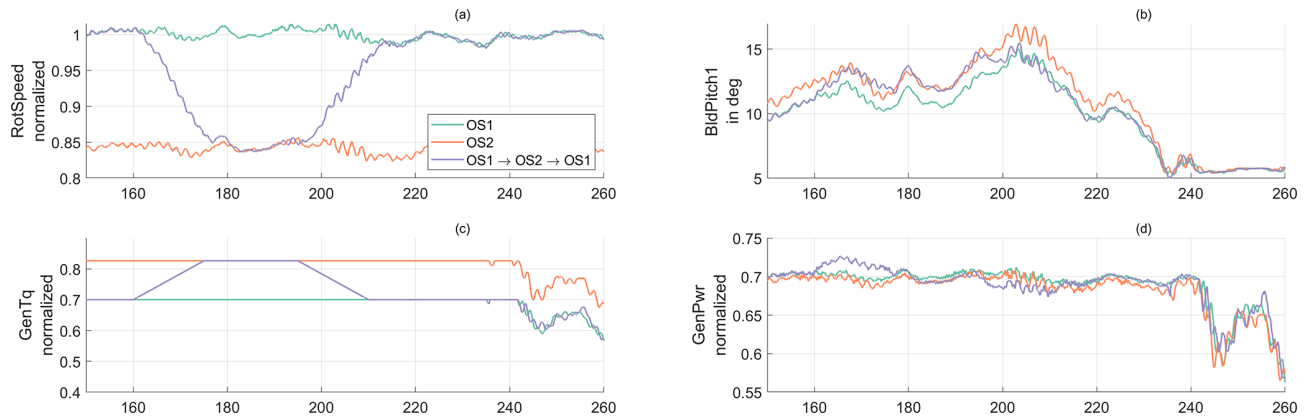 (a)
1
0.95
0.9
0.85
0.8
RotSpeed
normalized
OS1
OS2
OS1 → OS2 → OS1
160 180 200 220 240 260
(b)
15
10
5
BldPitch1
in deg
160 180 200 220 240 260
(c)
0.8
0.7
0.6
0.5
0.4
GenTq
normalized
160 180 200 220 240 260
(d)
0.75
0.7
0.65
0.6
0.55
GenPwr
normalized
160 180 200 220 240 260